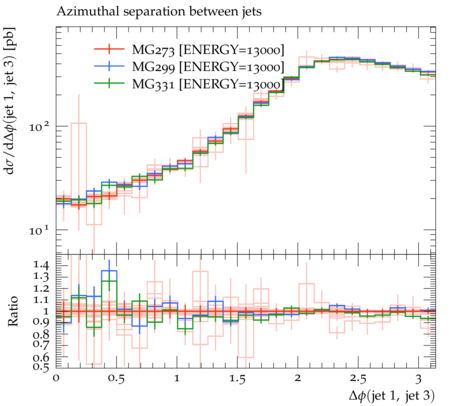 Azimuthal separation between jets
dσ/dΔϕ(jet 1, jet 3) [pb]
MG273 [ENERGY=13000]
MG299 [ENERGY=13000]
MG331 [ENERGY=13000]
10²
10¹
Ratio
1.4
1.3
1.2
1.1
1
0.9
0.8
0.7
0.6
0.5
0 0.5 1 1.5 2 2.5 3
Δϕ(jet 1, jet 3)